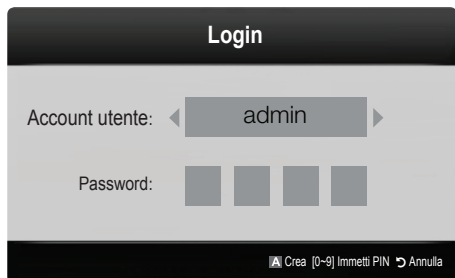 Login
Account utente: admin
Password:
A Crea [0~9] Immetti PIN Annulla